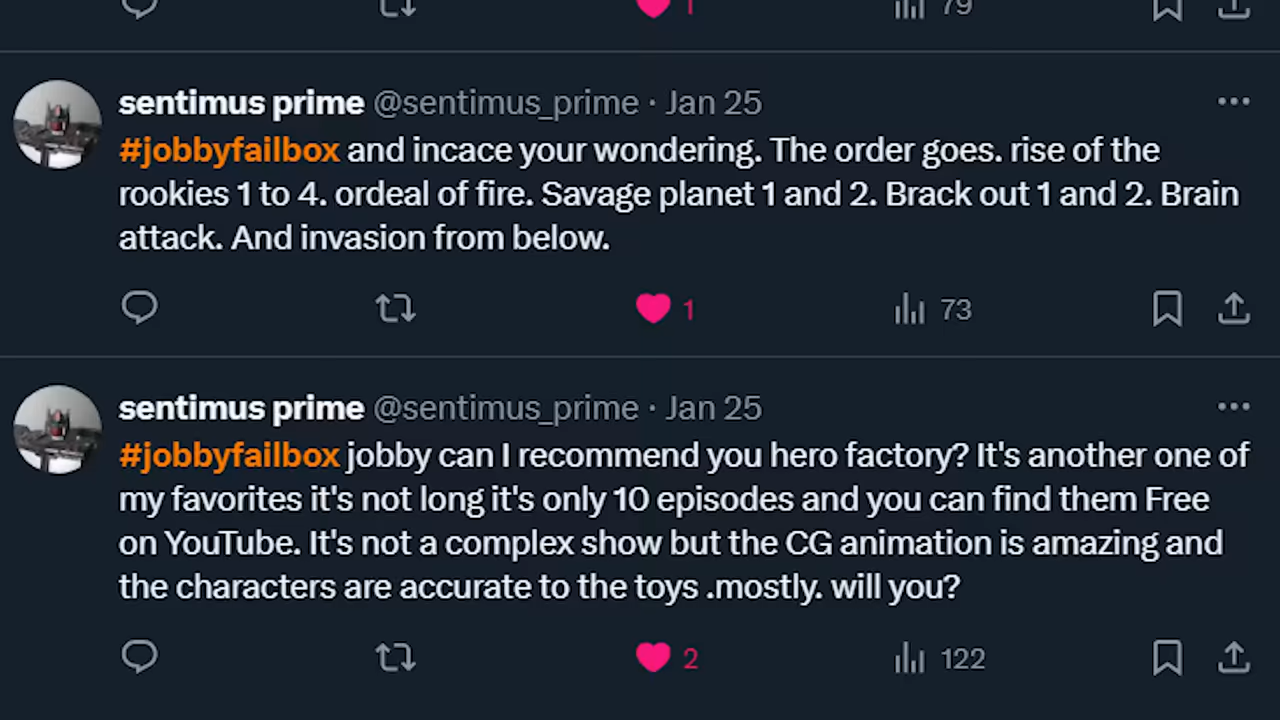 1 79
sentimus prime @sentimus_prime · Jan 25
#jobbyfailbox and incace your wondering. The order goes. rise of the
rookies 1 to 4. ordeal of fire. Savage planet 1 and 2. Brack out 1 and 2. Brain
attack. And invasion from below.
1 73
sentimus prime @sentimus_prime · Jan 25
#jobbyfailbox jobby can I recommend you hero factory? It's another one of
my favorites it's not long it's only 10 episodes and you can find them Free
on YouTube. It's not a complex show but the CG animation is amazing and
the characters are accurate to the toys .mostly. will you?
2 122